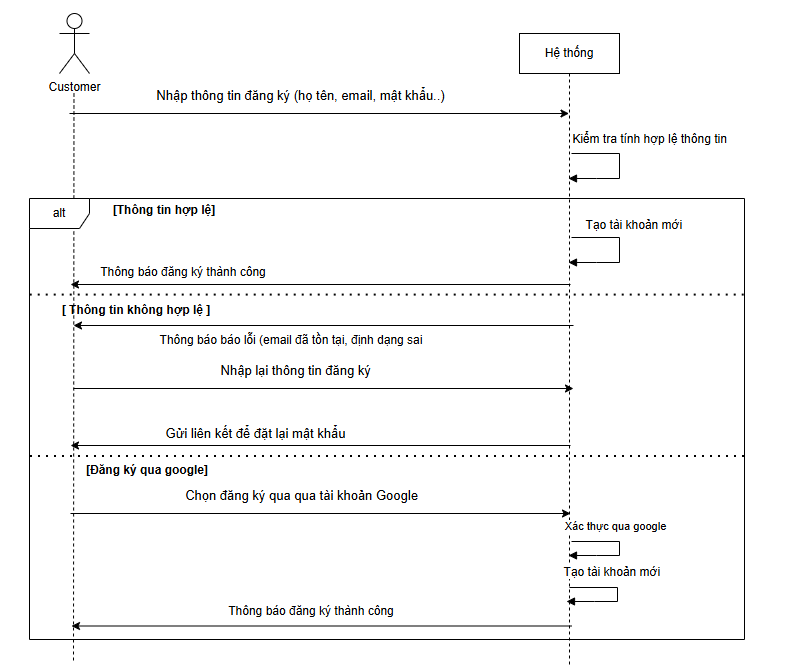 Hệ thống
Customer
Nhập thông tin đăng ký (họ tên, email, mật khẩu..)
Kiểm tra tính hợp lệ thông tin
alt
[Thông tin hợp lệ]
Tạo tải khoản mới
Thông báo đăng ký thành công
[ Thông tin không hợp lệ ]
Thông báo báo lỗi (email đã tồn tại, định dạng sai
Nhập lại thông tin đăng ký
Gửi liên kết để đặt lại mật khẩu
[Đăng ký qua google]
Chọn đăng ký qua qua tài khoản Google
Xác thực qua google
Tạo tải khoản mới
Thông báo đăng ký thành công